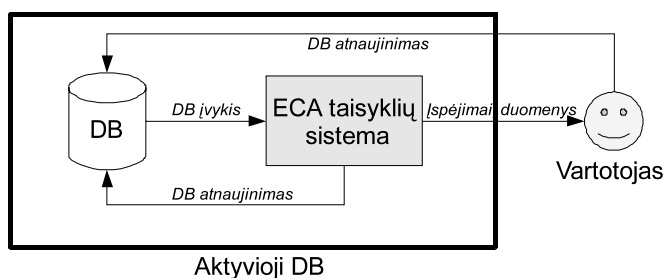 DB atnaujinimas
DB
DB įvykis
ECA taisyklių
sistema
Įspėjimai, duomenys
Vartotojas
DB atnaujinimas
Aktyvioji DB